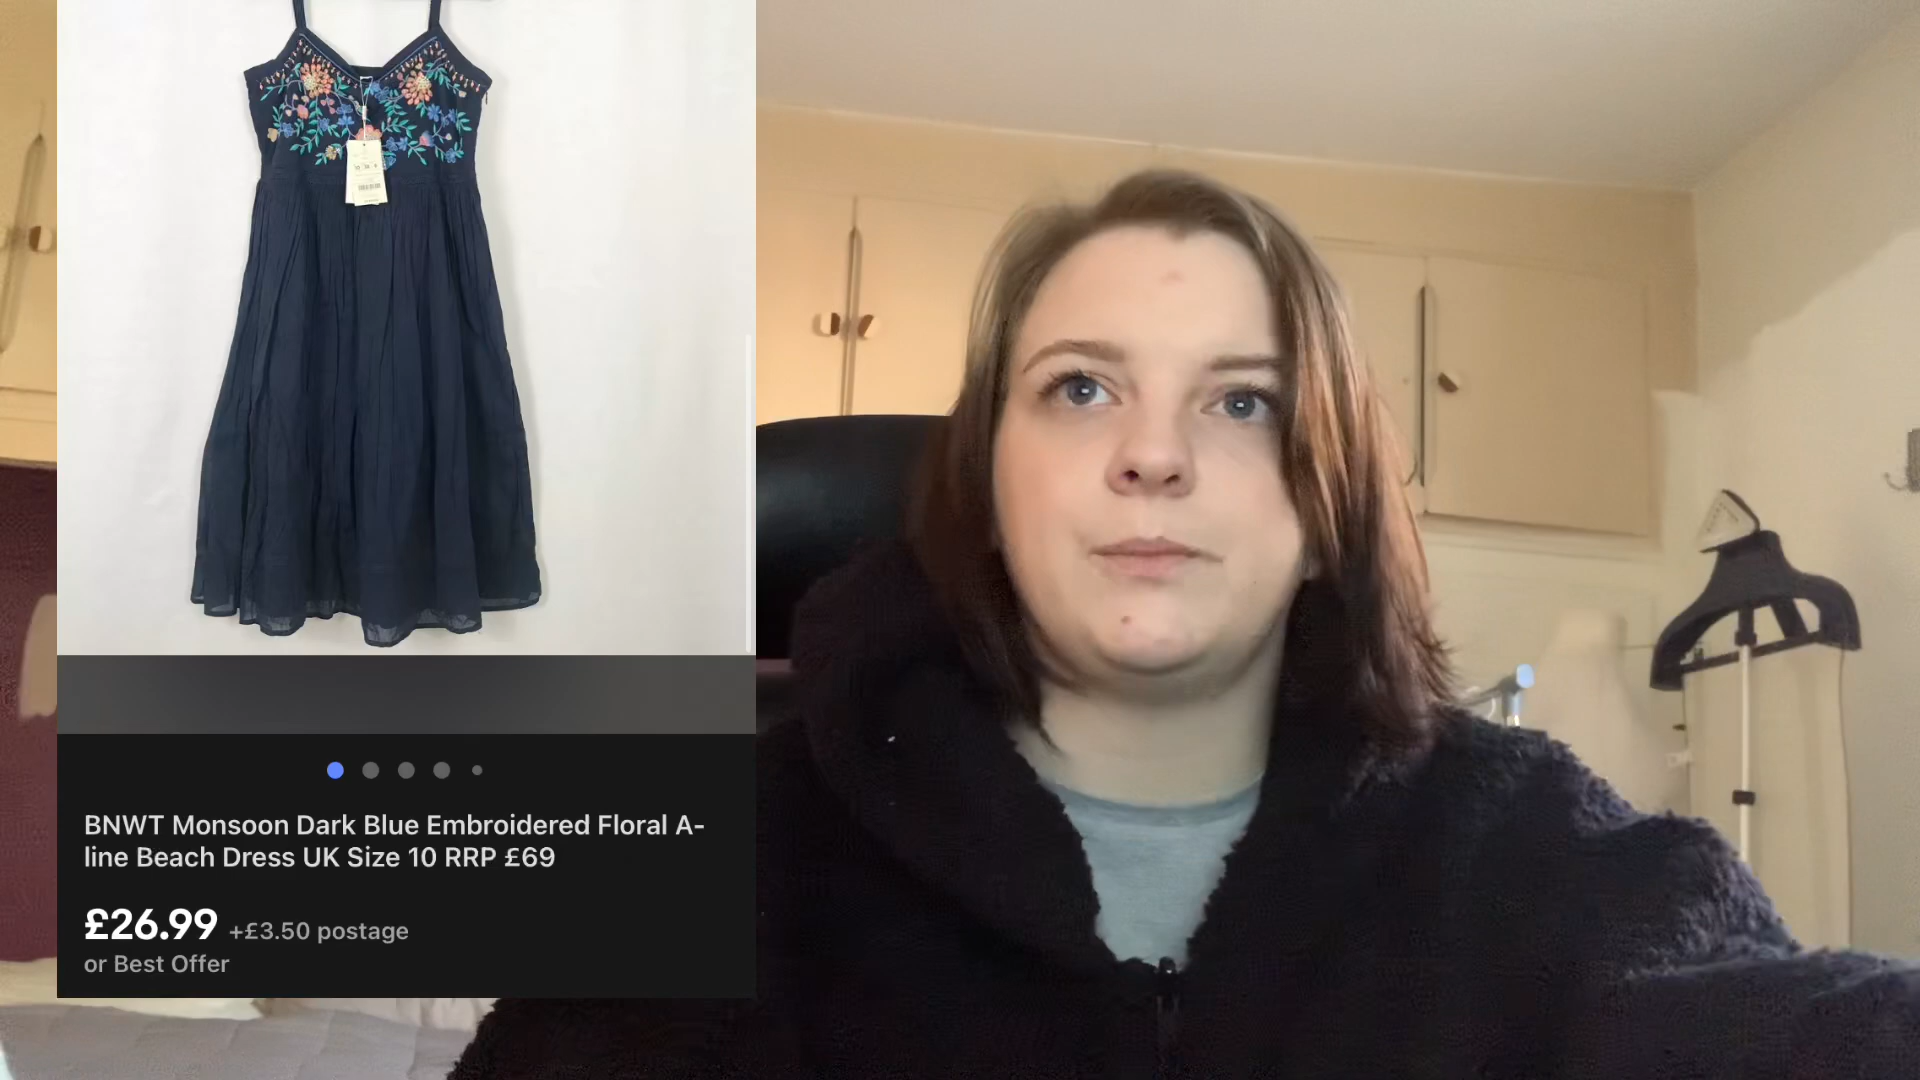 BNWT Monsoon Dark Blue Embroidered Floral A-
line Beach Dress UK Size 10 RRP £69
£26.99 +£3.50 postage
or Best Offer